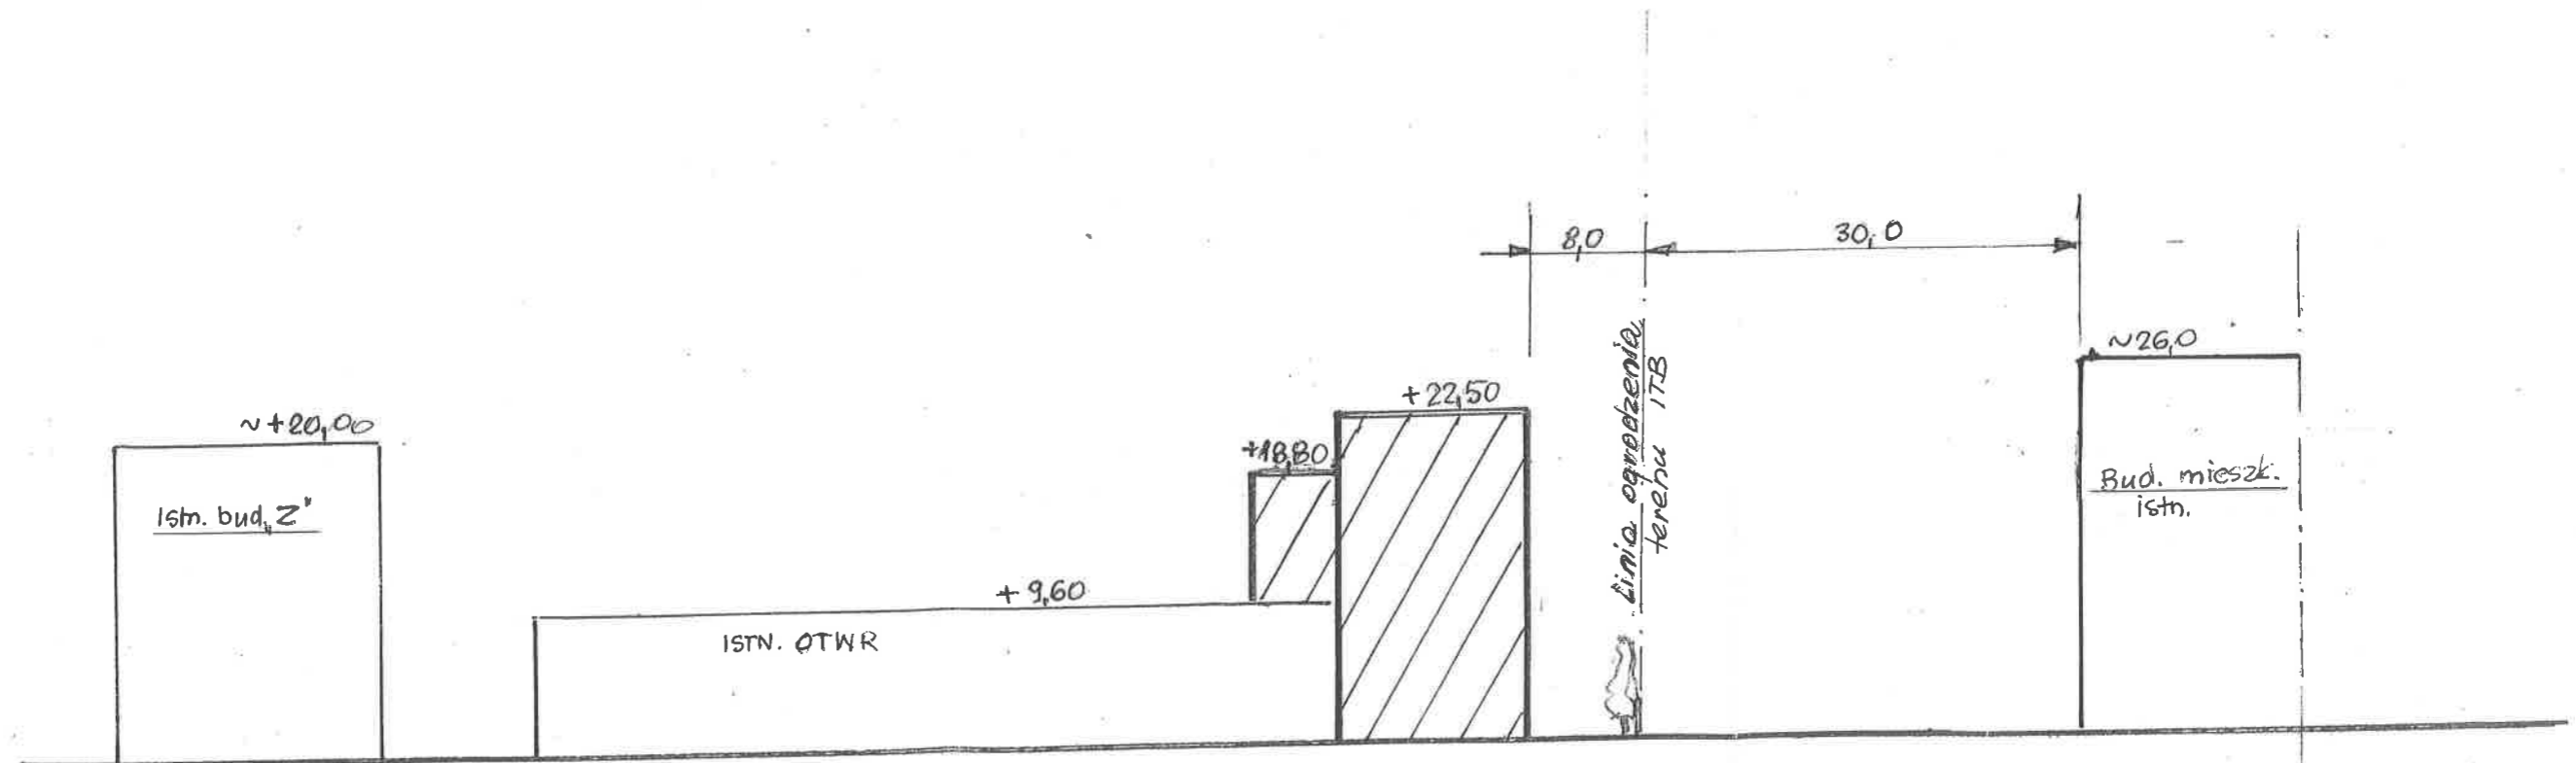 8,0
30,0
~26,0
+22,50
~+20,00
+18,80
Linia ogrodzenia
terenu ITB
Bud. mieszk.
istn.
Istn. bud. „Z"
+9,60
ISTN. OTWR